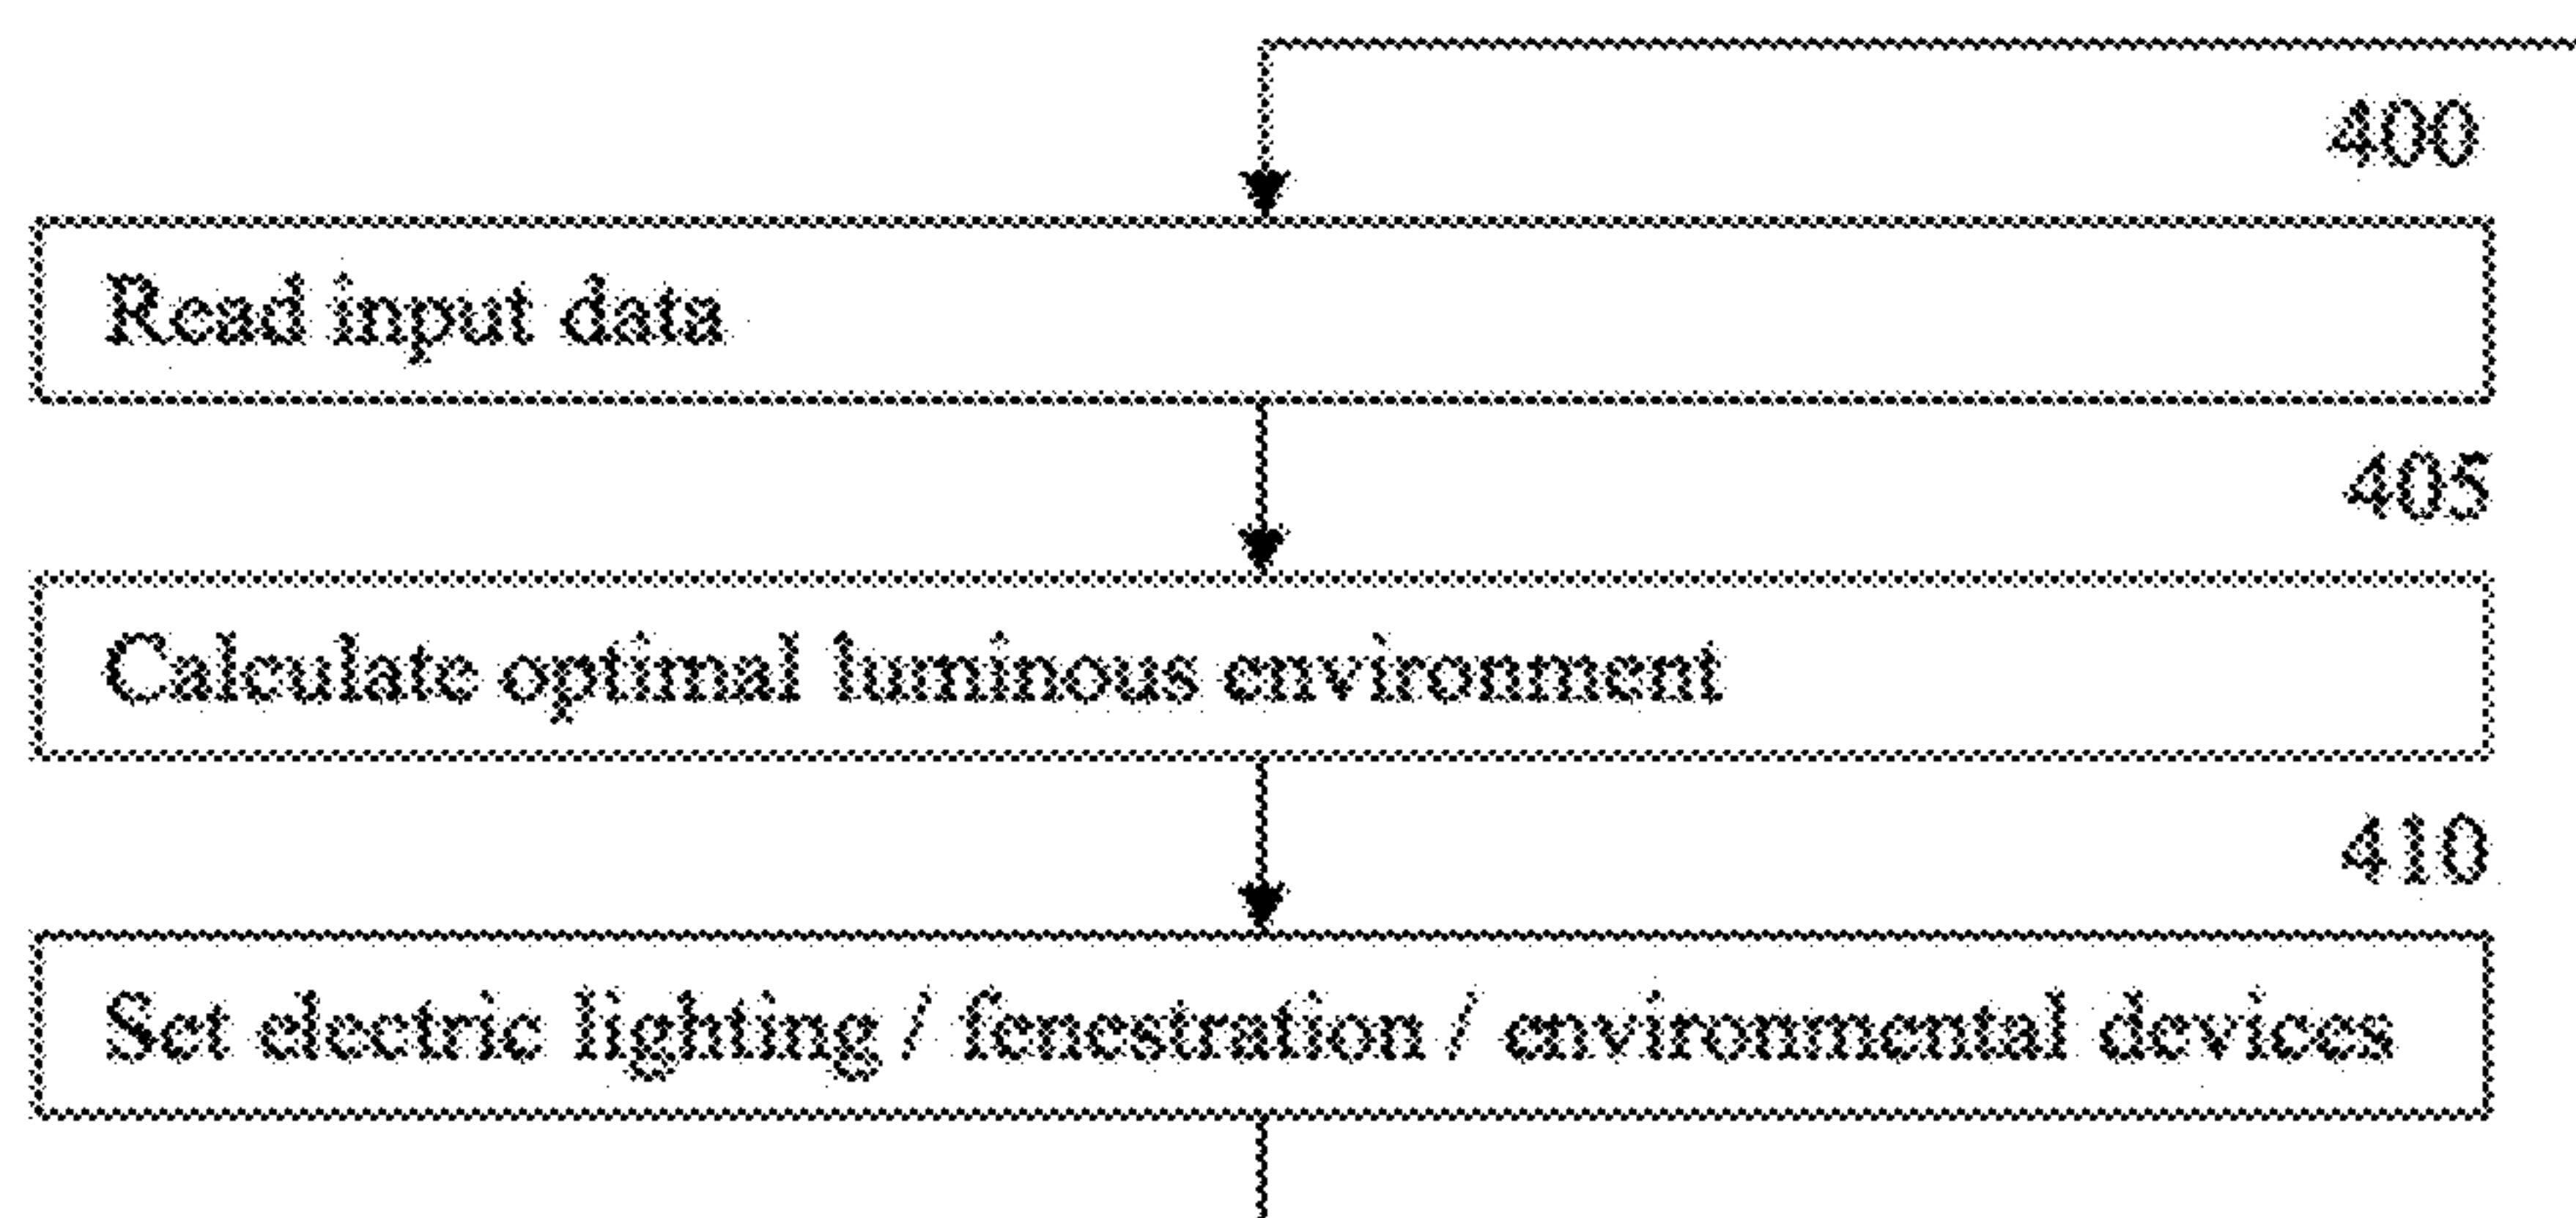 400
Read input data
405
Calculate optimal luminous environment
410
Set electric lighting / fenestration / environmental devices